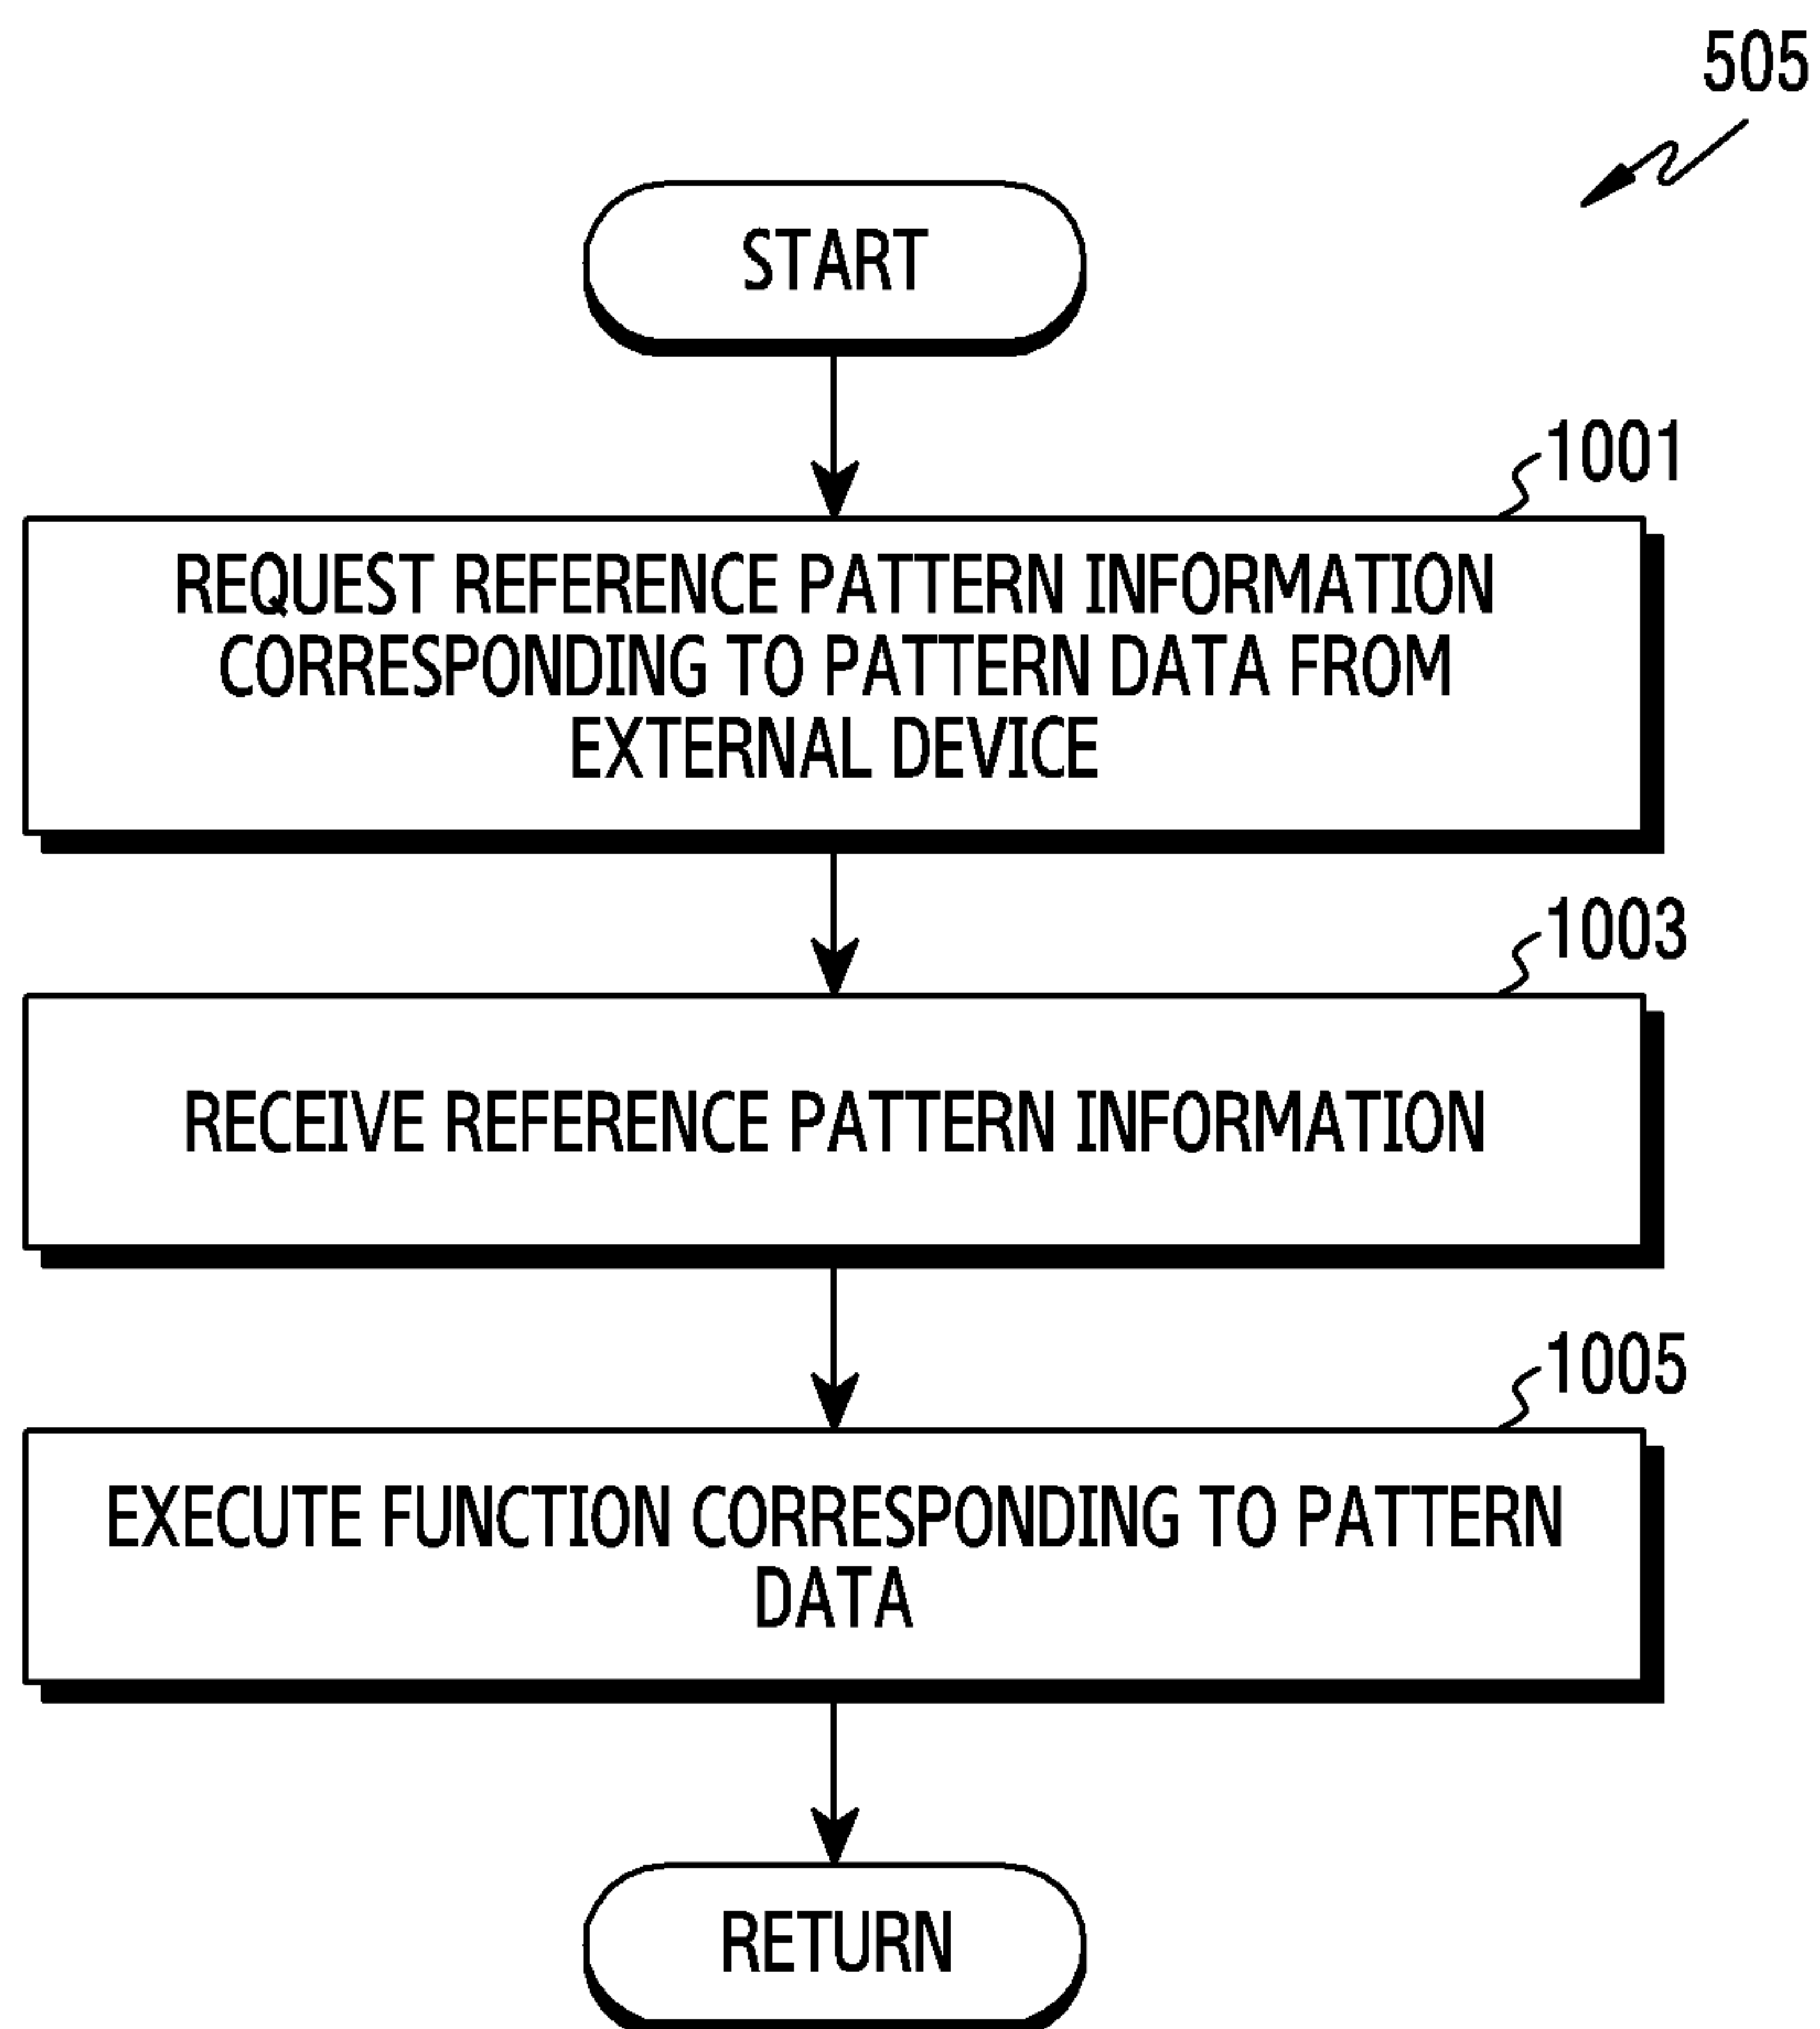 505
START
1001
REQUEST REFERENCE PATTERN INFORMATION
CORRESPONDING TO PATTERN DATA FROM
EXTERNAL DEVICE
1003
RECEIVE REFERENCE PATTERN INFORMATION
1005
EXECUTE FUNCTION CORRESPONDING TO PATTERN
DATA
RETURN